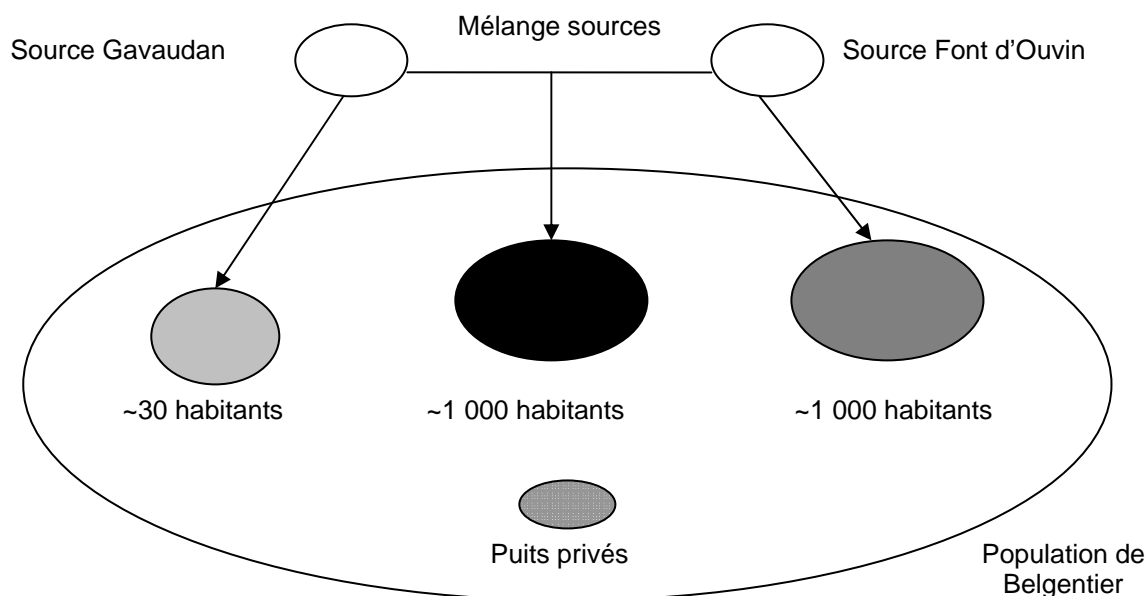 Mélange sources
Source Gavaudan
Source Font d'Ouvin
~30 habitants
~1 000 habitants
~1 000 habitants
Puits privés
Population de
Belgentier